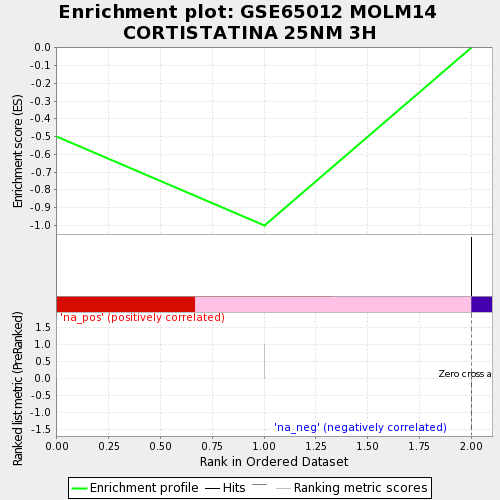 Enrichment plot: GSE65012 MOLM14
CORTISTATINA 25NM 3H
Enrichment score (ES)
0.0
-0.1
-0.2
-0.3
-0.4
-0.5
-0.6
-0.7
-0.8
-0.9
-1.0
'na_pos' (positively correlated)
Ranked list metric (PreRanked)
1.5
1.0
0.5
0.0
-0.5
-1.0
-1.5
Zero cross a
'na_neg' (negatively correlated)
0.00 0.25 0.50 0.75 1.00 1.25 1.50 1.75 2.00
Rank in Ordered Dataset
Enrichment profile Hits Ranking metric scores